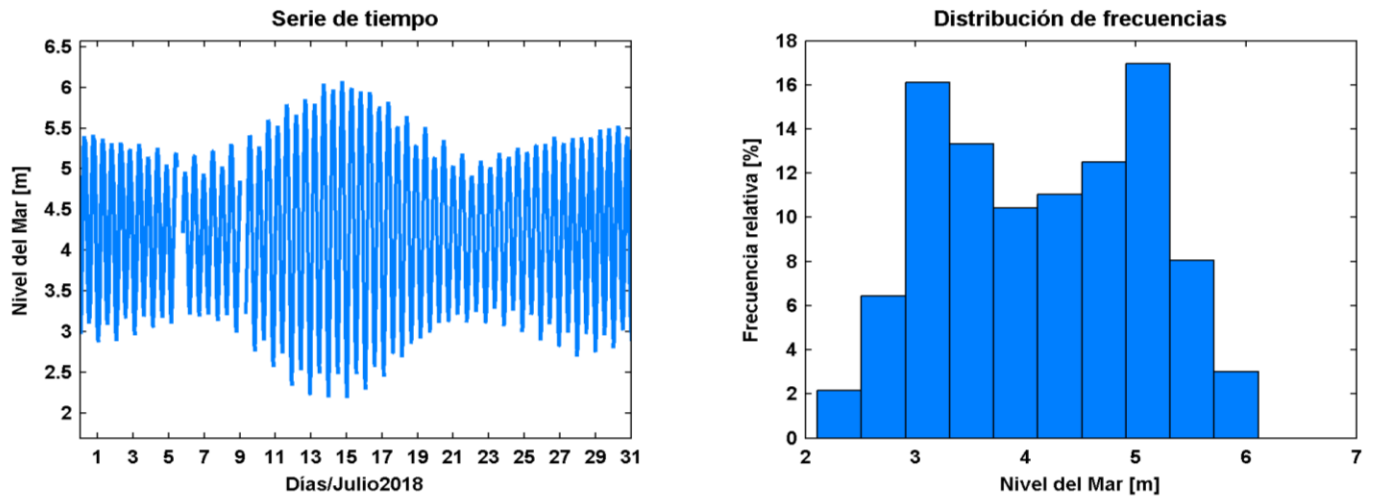 Serie de tiempo
Nivel del Mar [m]
6.5
6
5.5
5
4.5
4
3.5
3
2.5
2
1 3 5 7 9 11 13 15 17 19 21 23 25 27 29 31
Días/Julio2018
Distribución de frecuencias
Frecuencia relativa [%]
18
16
14
12
10
8
6
4
2
0
2 3 4 5 6 7
Nivel del Mar [m]